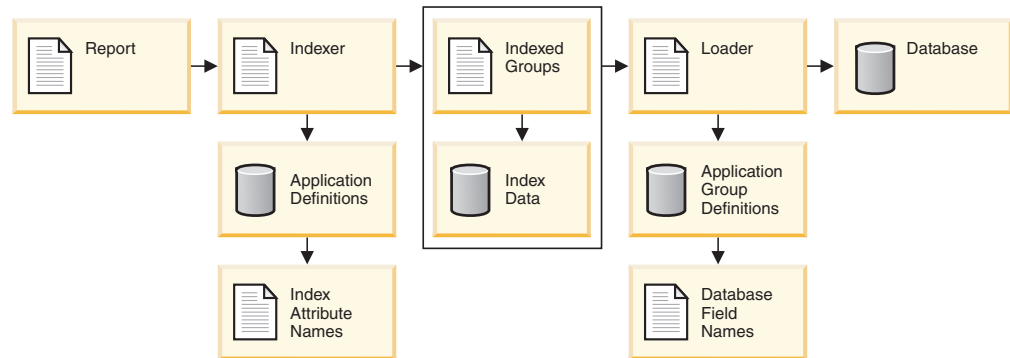 Report
Indexer
Indexed
Groups
Loader
Database
Application
Definitions
Index
Data
Application
Group
Definitions
Index
Attribute
Names
Database
Field
Names